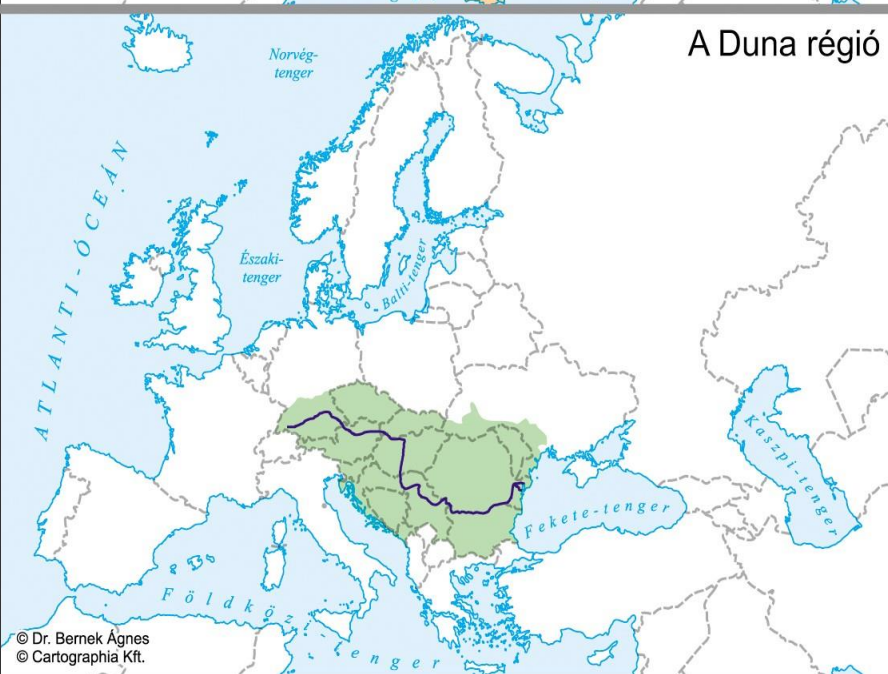 A Duna régió
Norvég-
tenger
ATLANTI-ÓCEÁN
Északi-
tenger
Balti-tenger
Kaszpi-tenger
Fekete-tenger
Földközi
tenger
© Dr. Bernek Ágnes
© Cartographia Kft.